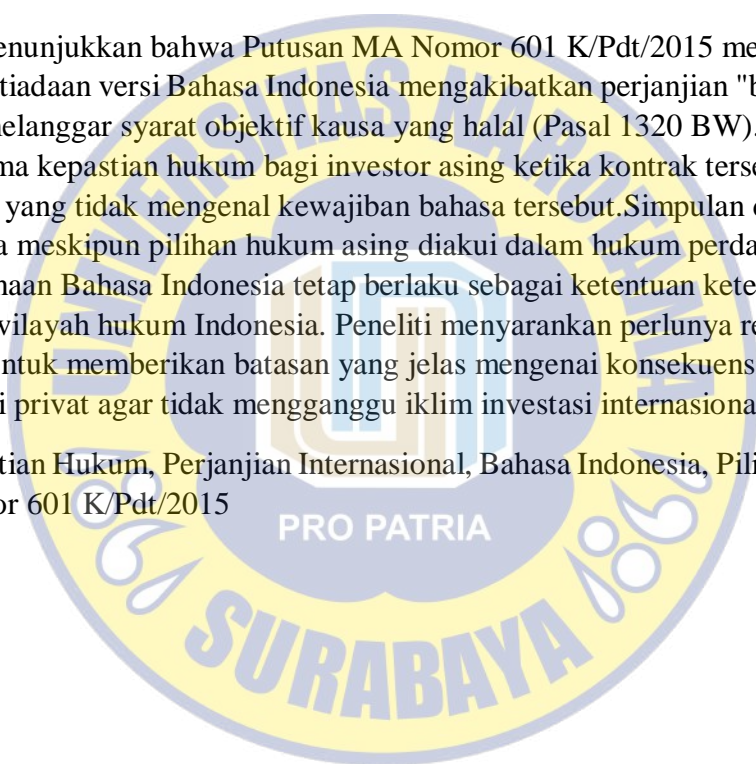 enunjukkan bahwa Putusan MA Nomor 601 K/Pdt/2015 me
tiadaan versi Bahasa Indonesia mengakibatkan perjanjian "b
nelanggar syarat objektif kausa yang halal (Pasal 1320 BW).
ma kepastian hukum bagi investor asing ketika kontrak terse
yang tidak mengenal kewajiban bahasa tersebut.Simpulan
a meskipun pilihan hukum asing diakui dalam hukum perda
naan Bahasa Indonesia tetap berlaku sebagai ketentuan kete
wilayah hukum Indonesia. Peneliti menyarankan perlunya re
ntuk memberikan batasan yang jelas mengenai konsekuens
i privat agar tidak mengganggu iklim investasi internasiona
tian Hukum, Perjanjian Internasional, Bahasa Indonesia, Pili
or 601 K/Pdt/2015
UNIVERSITAS NAROTAMA
PRO PATRIA
SURABAYA